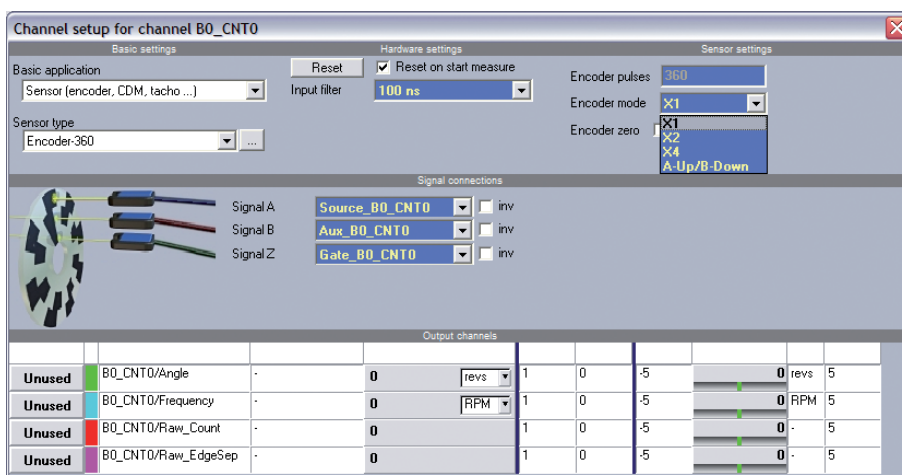 Channel setup for channel B0_CNT0
Basic settings
Hardware settings
Sensor settings
Basic application
Sensor (encoder, CDM, tacho ...)
Sensor type
Encoder-360
...
Reset
Reset on start measure
Input filter
100 ns
Encoder pulses
360
Encoder mode
X1
Encoder zero
X1
X2
X4
A-Up/B-Down
Signal connections
Signal A
Source_B0_CNT0
inv
Signal B
Aux_B0_CNT0
inv
Signal Z
Gate_B0_CNT0
inv
Output channels
Unused B0_CNT0/Angle - 0 revs 1 0 -5 0 revs 5
Unused B0_CNT0/Frequency - 0 RPM 1 0 -5 0 RPM 5
Unused B0_CNT0/Raw_Count - 0 1 0 -5 0 - 5
Unused B0_CNT0/Raw_EdgeSep - 0 1 0 -5 0 - 5